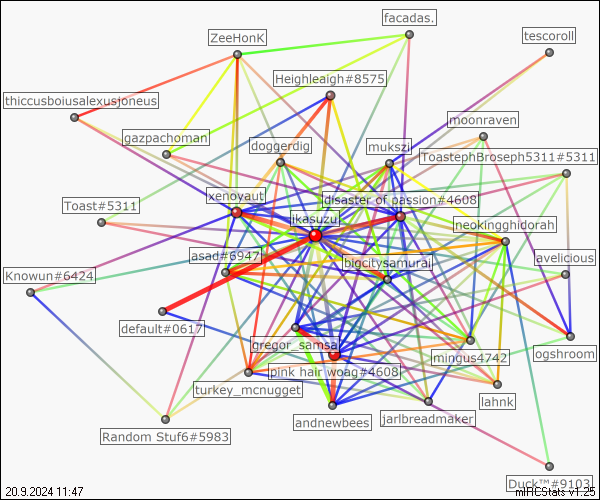 facadas.
ZeeHonK
tescoroll
Heighleaigh#8575
thiccusboiusalexusjoneus
moonraven
gazpachoman
doggerdig
mukszi
ToastephBroseph5311#5311
xenoyaut
disaster of passion#4608
Toast#5311
ikasuzu
neokingghidorah
asad#6947
bigcitysamurai
avelicious
Knowun#6424
default#0617
gregor_samsa
mingus4742
ogshroom
pink hair woag#4608
turkey_mcnugget
lahnk
andnewbees
jarlbreadmaker
Random Stuf6#5983
Duck™#9103
20.9.2024 11:47
mIRCStats v1.25